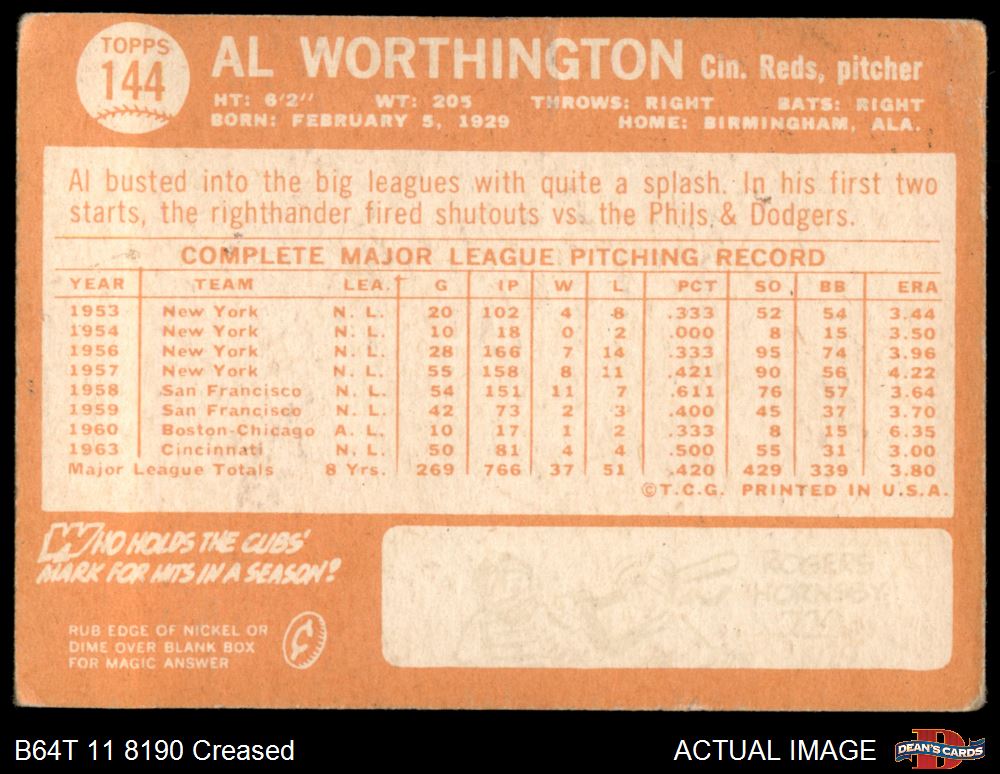 TOPPS
144
AL WORTHINGTON Cin. Reds, pitcher
HT: 6'2" WT: 205 THROWS: RIGHT BATS: RIGHT
BORN: FEBRUARY 5, 1929 HOME: BIRMINGHAM, ALA.
Al busted into the big leagues with quite a splash. In his first two
starts, the righthander fired shutouts vs. the Phils & Dodgers.
COMPLETE MAJOR LEAGUE PITCHING RECORD
YEAR TEAM LEA. G IP W L PCT SO BB ERA
1953 New York N. L. 20 102 4 8 .333 52 54 3.44
1954 New York N. L. 10 18 0 2 .000 8 15 3.50
1956 New York N. L. 28 166 7 14 .333 95 74 3.96
1957 New York N. L. 55 158 8 11 .421 90 56 4.22
1958 San Francisco N. L. 54 151 11 7 .611 76 57 3.64
1959 San Francisco N. L. 42 73 2 3 .400 45 37 3.70
1960 Boston-Chicago A. L. 10 17 1 2 .333 8 15 6.35
1963 Cincinnati N. L. 50 81 4 4 .500 55 31 3.00
Major League Totals 8 Yrs. 269 766 37 51 .420 429 339 3.80
©T.C.G. PRINTED IN U.S.A.
WHO HOLDS THE CUBS'
MARK FOR HITS IN A SEASON?
RUB EDGE OF NICKEL OR
DIME OVER BLANK BOX
FOR MAGIC ANSWER
ROGERS
HORNSBY
B64T 11 8190 Creased
ACTUAL IMAGE
DEAN'S CARDS